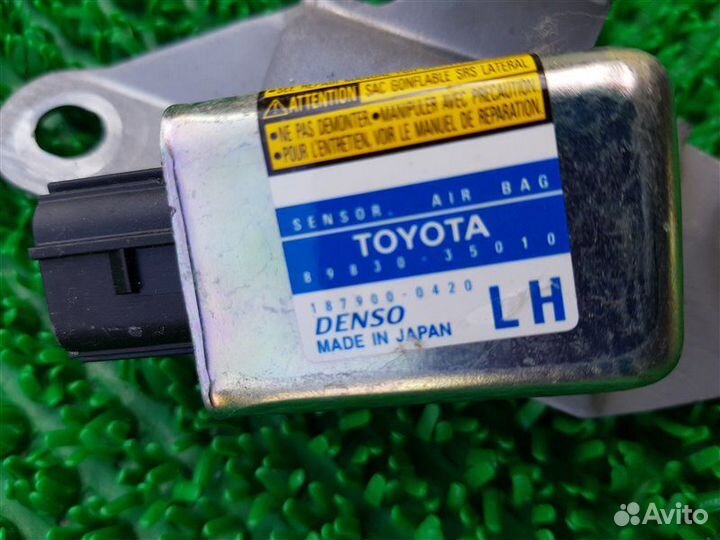 ATTENTION SAC GONFLABLE SRS LATERAL
•NE PAS DEMONTER •MANIPULER AVEC PRECAUTION
•POUR L'ENTRETIEN, VOIR LE MANUEL DE REPARATION.
SENSOR, AIR BAG
TOYOTA
89830-35010
187900-0420
DENSO LH
MADE IN JAPAN
Avito